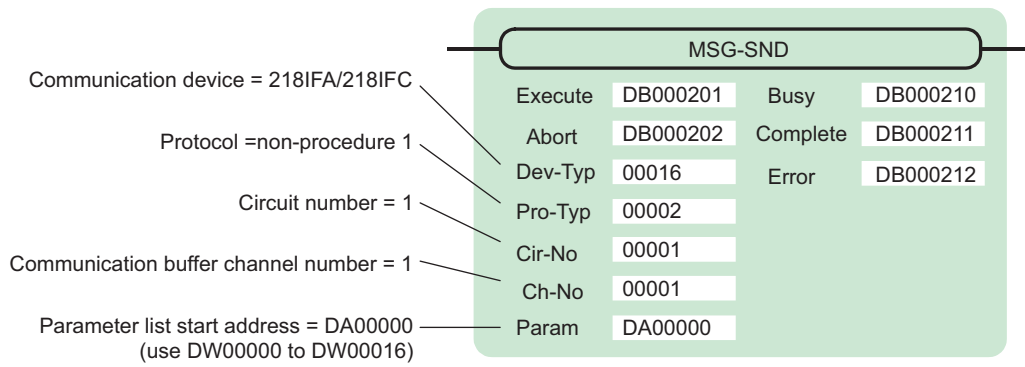 MSG-SND
Communication device = 218IFA/218IFC
Execute DB000201 Busy DB000210
Protocol =non-procedure 1
Abort DB000202 Complete DB000211
Dev-Typ 00016 Error DB000212
Circuit number = 1
Pro-Typ 00002
Cir-No 00001
Communication buffer channel number = 1
Ch-No 00001
Parameter list start address = DA00000
(use DW00000 to DW00016)
Param DA00000